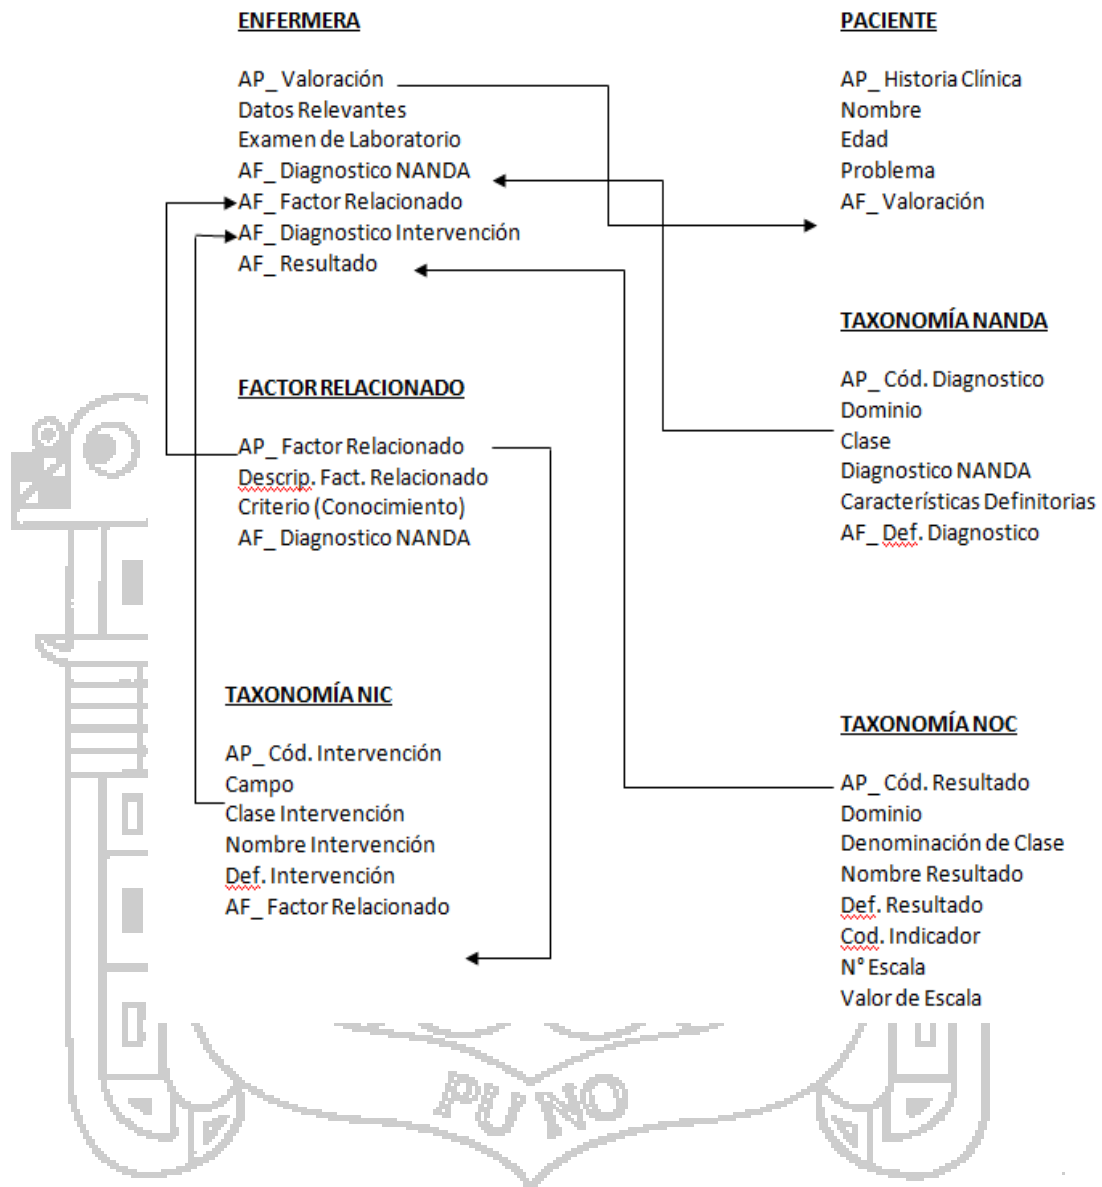 ENFERMERA
AP_ Valoración
Datos Relevantes
Examen de Laboratorio
AF_ Diagnostico NANDA
AF_ Factor Relacionado
AF_ Diagnostico Intervención
AF_ Resultado
PACIENTE
AP_ Historia Clínica
Nombre
Edad
Problema
AF_ Valoración
TAXONOMÍA NANDA
AP_ Cód. Diagnostico
Dominio
Clase
Diagnostico NANDA
Características Definitorias
AF_ Def. Diagnostico
FACTOR RELACIONADO
AP_ Factor Relacionado
Descrip. Fact. Relacionado
Criterio (Conocimiento)
AF_ Diagnostico NANDA
TAXONOMÍA NIC
AP_ Cód. Intervención
Campo
Clase Intervención
Nombre Intervención
Def. Intervención
AF_ Factor Relacionado
TAXONOMÍA NOC
AP_ Cód. Resultado
Dominio
Denominación de Clase
Nombre Resultado
Def. Resultado
Cod. Indicador
N° Escala
Valor de Escala
PUNO